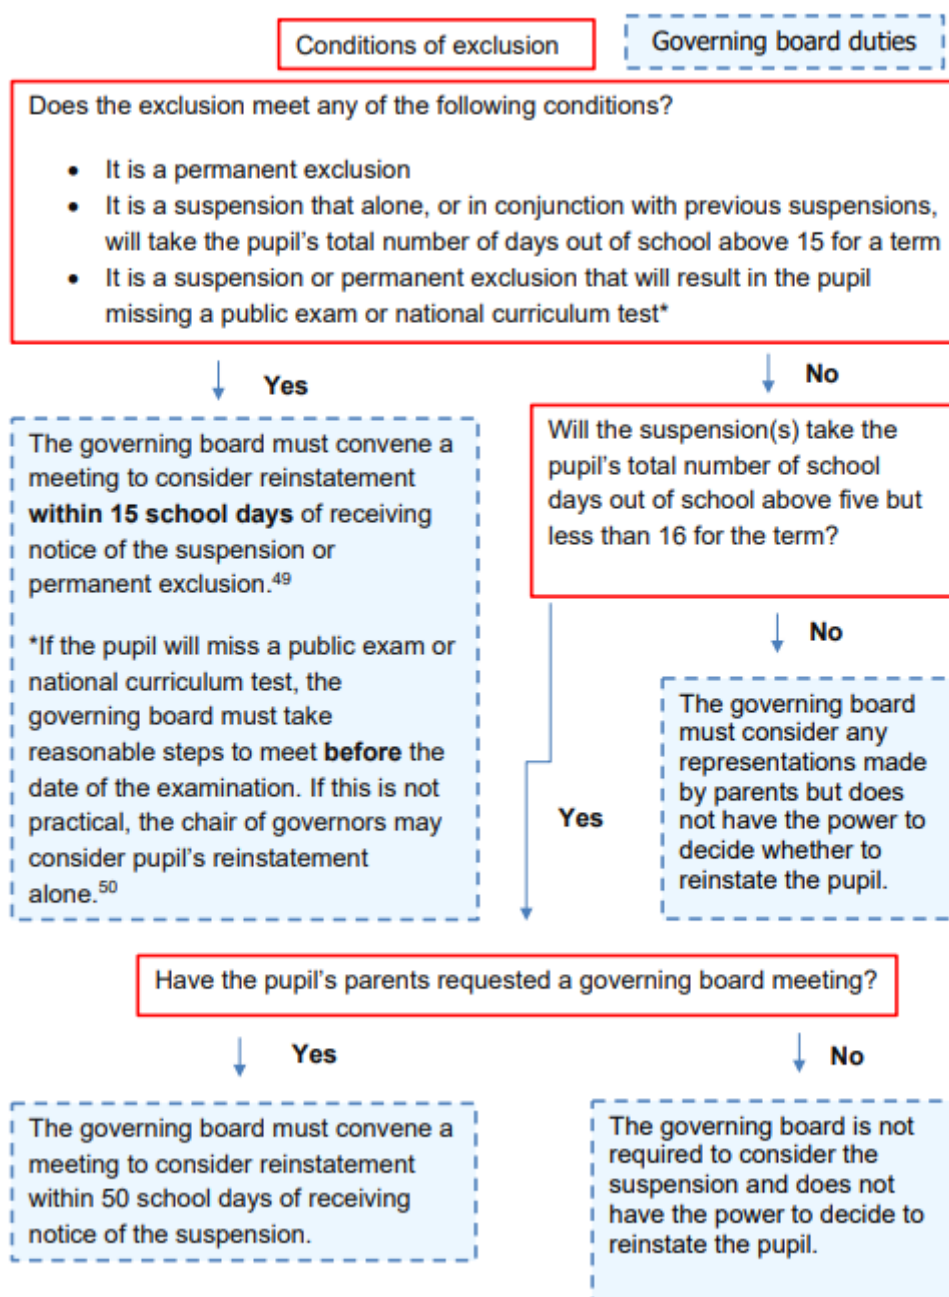 Conditions of exclusion
Governing board duties
Does the exclusion meet any of the following conditions?
• It is a permanent exclusion
• It is a suspension that alone, or in conjunction with previous suspensions,
will take the pupil's total number of days out of school above 15 for a term
• It is a suspension or permanent exclusion that will result in the pupil
missing a public exam or national curriculum test*
Yes
No
The governing board must convene a
meeting to consider reinstatement
within 15 school days of receiving
notice of the suspension or
permanent exclusion.49
*If the pupil will miss a public exam or
national curriculum test, the
governing board must take
reasonable steps to meet before the
date of the examination. If this is not
practical, the chair of governors may
consider pupil's reinstatement
alone.50
Will the suspension(s) take the
pupil's total number of school
days out of school above five but
less than 16 for the term?
No
The governing board
must consider any
representations made
by parents but does
not have the power to
decide whether to
reinstate the pupil.
Yes
Have the pupil's parents requested a governing board meeting?
Yes
No
The governing board must convene a
meeting to consider reinstatement
within 50 school days of receiving
notice of the suspension.
The governing board is not
required to consider the
suspension and does not
have the power to decide to
reinstate the pupil.